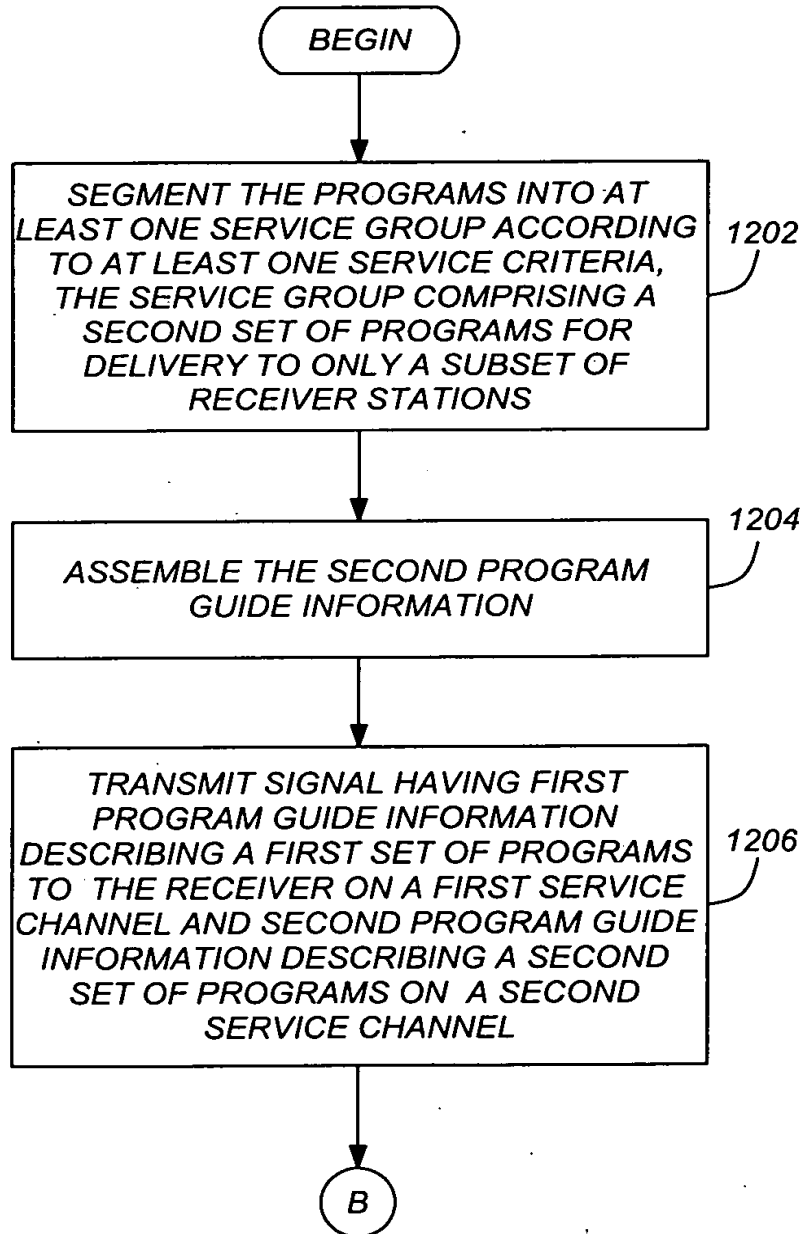 BEGIN
SEGMENT THE PROGRAMS INTO AT
LEAST ONE SERVICE GROUP ACCORDING
TO AT LEAST ONE SERVICE CRITERIA,
THE SERVICE GROUP COMPRISING A
SECOND SET OF PROGRAMS FOR
DELIVERY TO ONLY A SUBSET OF
RECEIVER STATIONS
1202
ASSEMBLE THE SECOND PROGRAM
GUIDE INFORMATION
1204
TRANSMIT SIGNAL HAVING FIRST
PROGRAM GUIDE INFORMATION
DESCRIBING A FIRST SET OF PROGRAMS
TO THE RECEIVER ON A FIRST SERVICE
CHANNEL AND SECOND PROGRAM GUIDE
INFORMATION DESCRIBING A SECOND
SET OF PROGRAMS ON A SECOND
SERVICE CHANNEL
1206
B